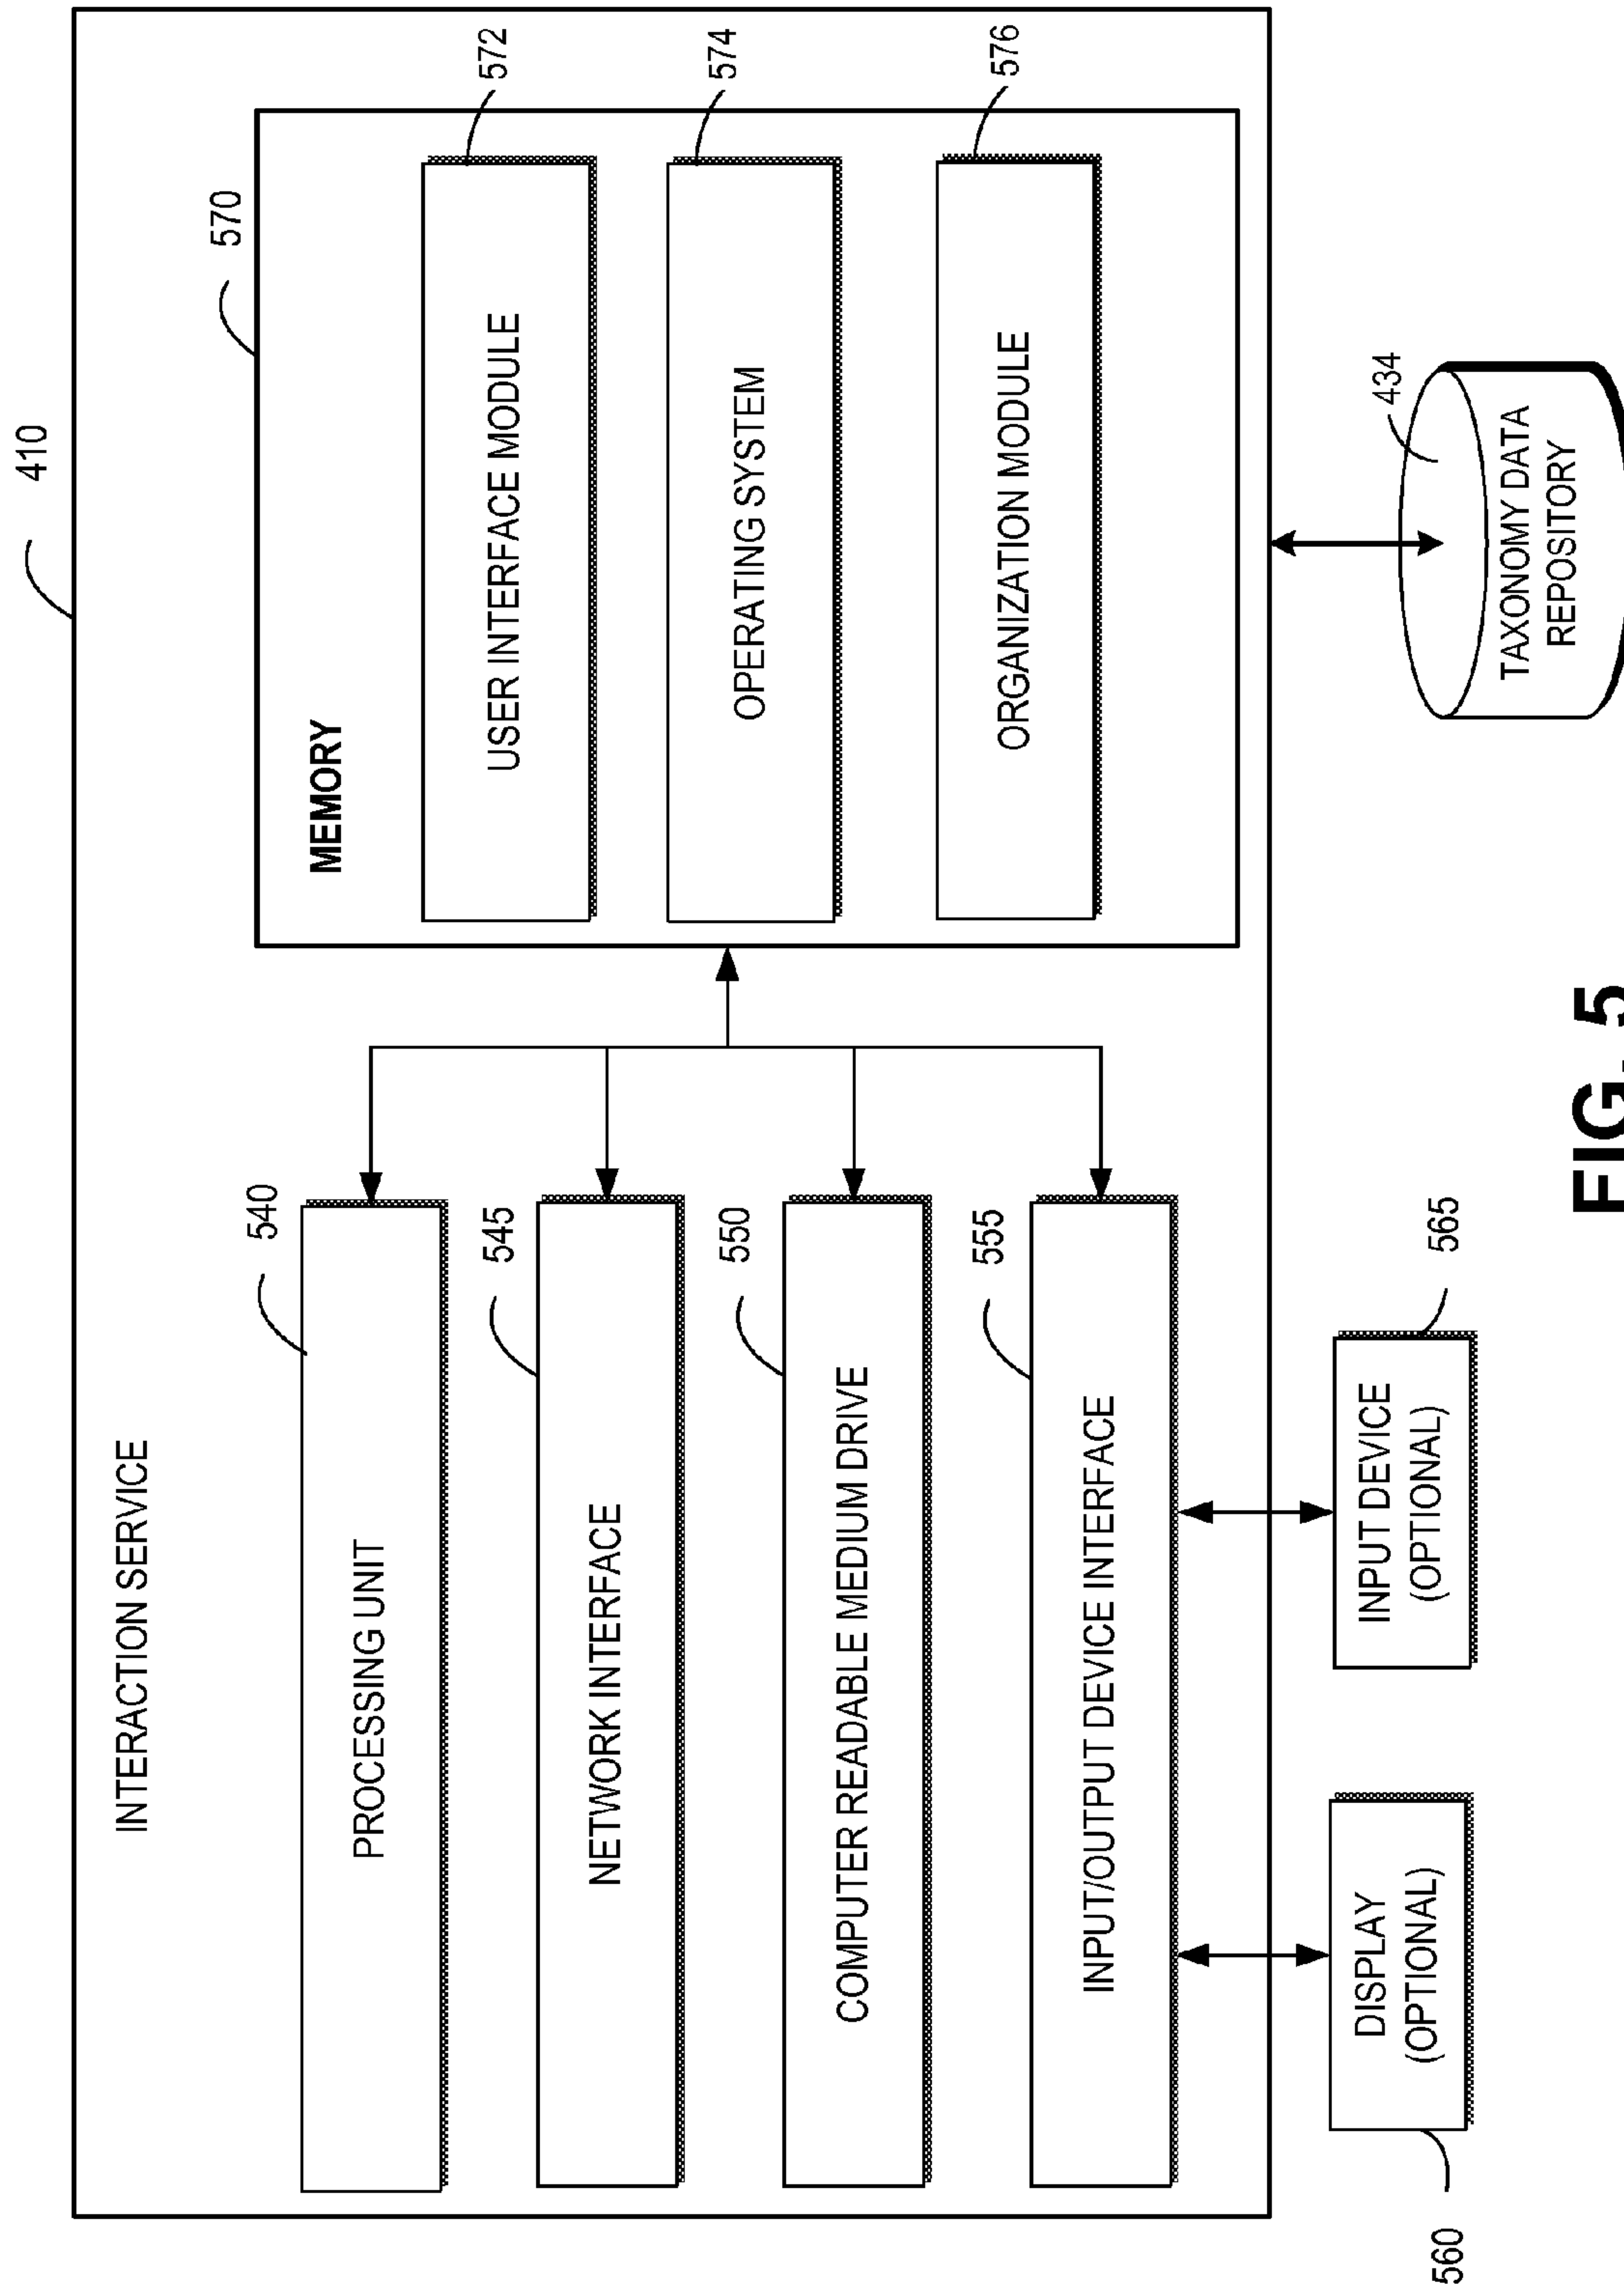 410
INTERACTION SERVICE
570
540
MEMORY
PROCESSING UNIT
572
USER INTERFACE MODULE
545
NETWORK INTERFACE
574
OPERATING SYSTEM
550
COMPUTER READABLE MEDIUM DRIVE
576
ORGANIZATION MODULE
555
INPUT/OUTPUT DEVICE INTERFACE
434
560
DISPLAY
(OPTIONAL)
565
INPUT DEVICE
(OPTIONAL)
TAXONOMY DATA
REPOSITORY
FIG. 5